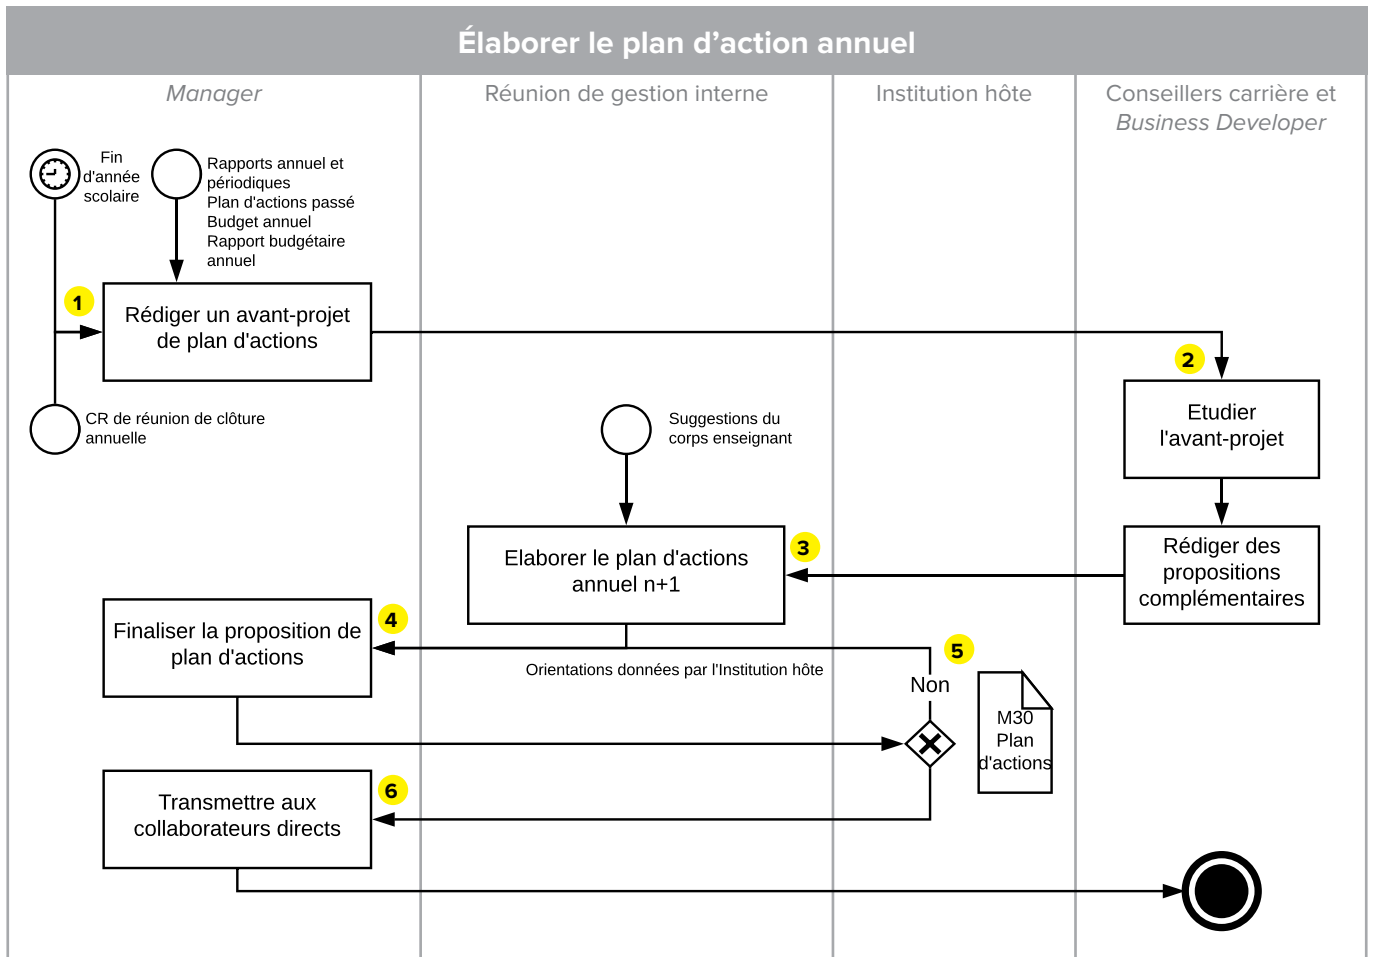 Élaborer le plan d’action annuel
Manager
Réunion de gestion interne
Institution hôte
Conseillers carrière et
Business Developer
Fin
d'année
scolaire
Rapports annuel et
périodiques
Plan d'actions passé
Budget annuel
Rapport budgétaire
annuel
1
Rédiger un avant-projet
de plan d'actions
2
Etudier
l'avant-projet
CR de réunion de clôture
annuelle
Suggestions du
corps enseignant
Elaborer le plan d'actions
annuel n+1
3
Rédiger des
propositions
complémentaires
Finaliser la proposition de
plan d'actions
4
Orientations données par l'Institution hôte
5
Non
M30
Plan
d'actions
Transmettre aux
collaborateurs directs
6